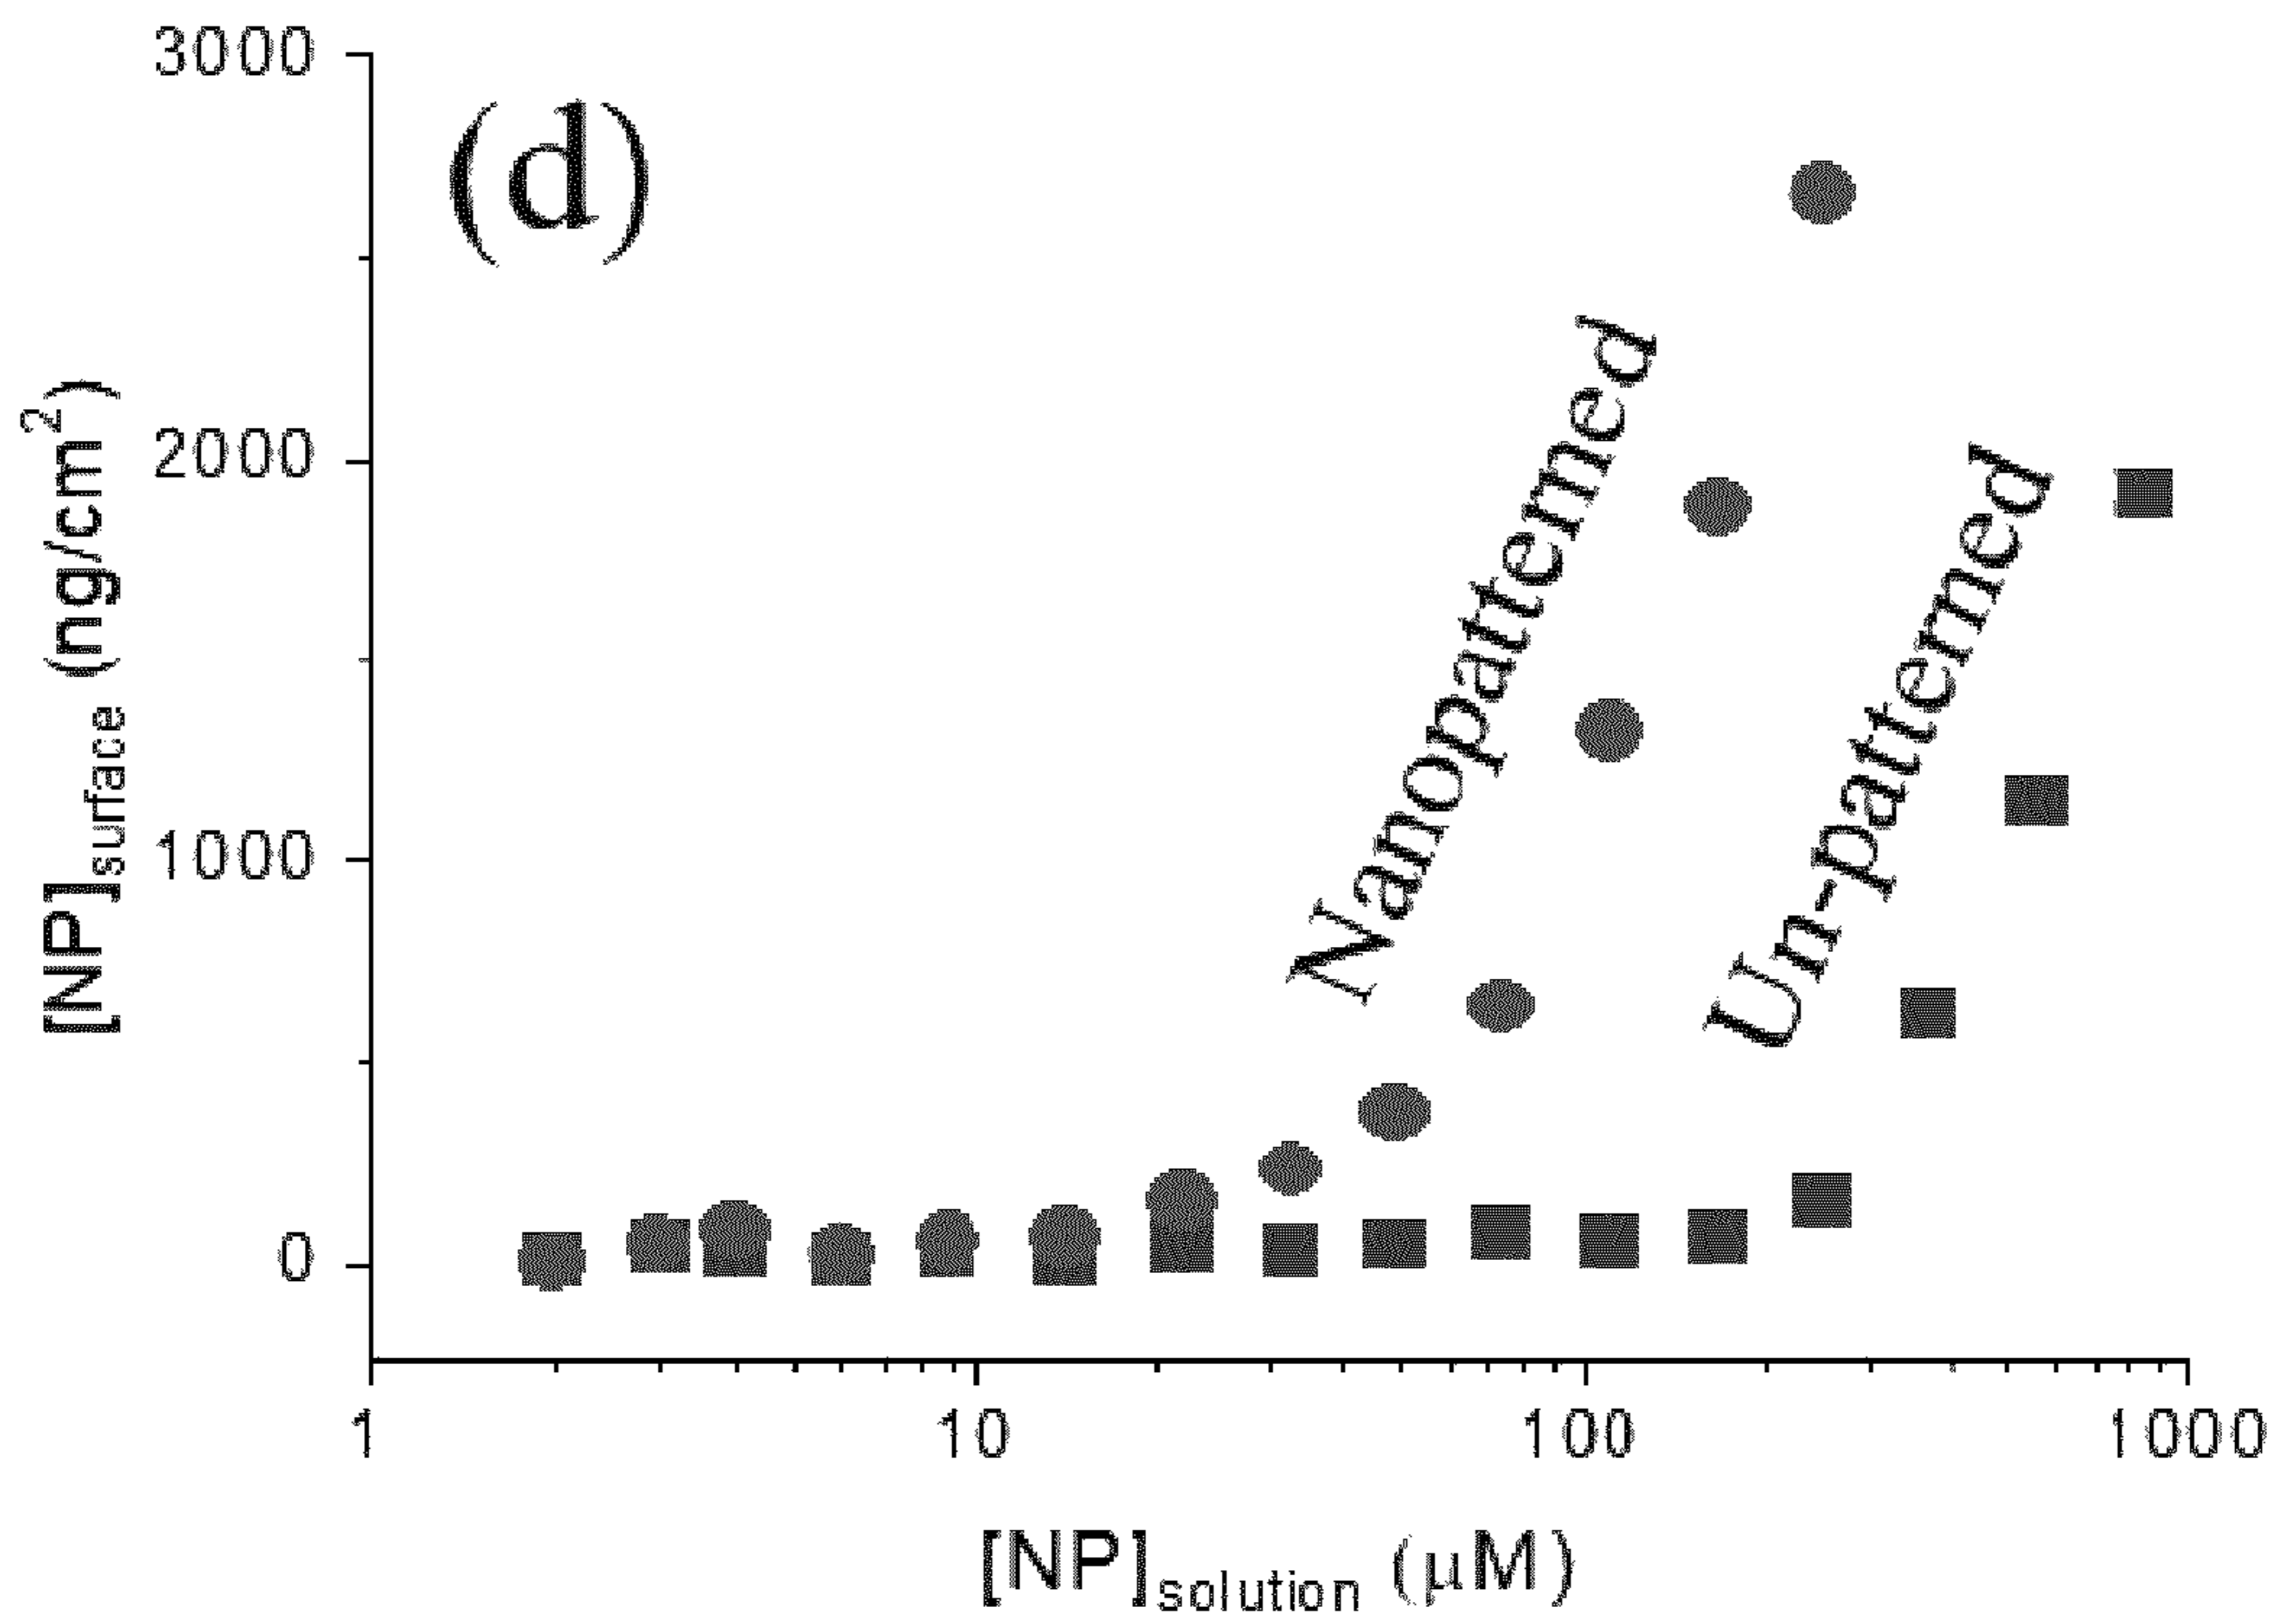 3000
(d)
2000
1000
0
[NP]surface (ng/cm²)
Nanopatterned
Un-patterned
1
10
100
1000
[NP]solution (μM)